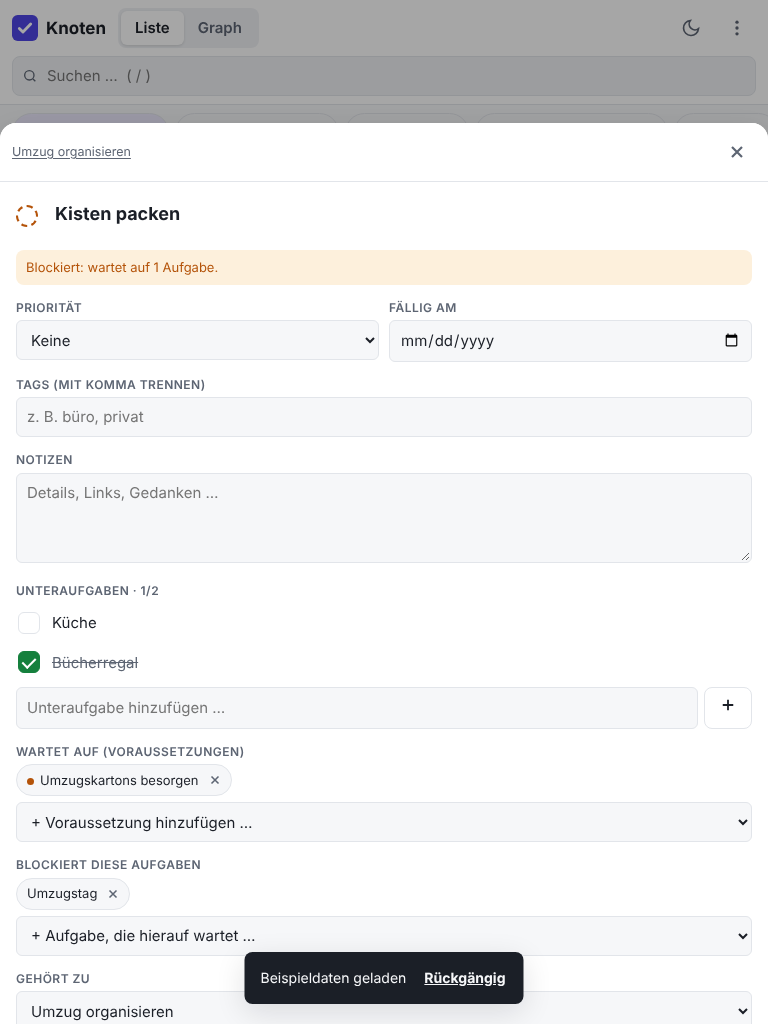 Knoten
Liste
Graph
Suchen … ( / )
Umzug organisieren
Kisten packen
Blockiert: wartet auf 1 Aufgabe.
PRIORITÄT
FÄLLIG AM
Keine
mm/dd/yyyy
TAGS (MIT KOMMA TRENNEN)
z. B. büro, privat
NOTIZEN
Details, Links, Gedanken …
UNTERAUFGABEN · 1/2
Küche
Bücherregal
Unteraufgabe hinzufügen …
+
WARTET AUF (VORAUSSETZUNGEN)
Umzugskartons besorgen ×
+ Voraussetzung hinzufügen …
BLOCKIERT DIESE AUFGABEN
Umzugstag ×
+ Aufgabe, die hierauf wartet …
GEHÖRT ZU
Umzug organisieren
Beispieldaten geladen Rückgängig